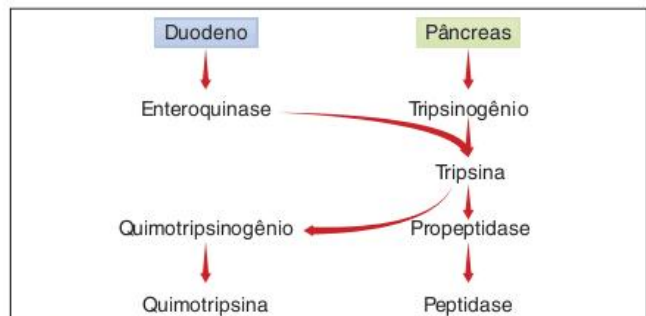 Duodeno Pâncreas
Enteroquinase Tripsinogênio
Tripsina
Quimotripsinogênio Propeptidase
Quimotripsina Peptidase